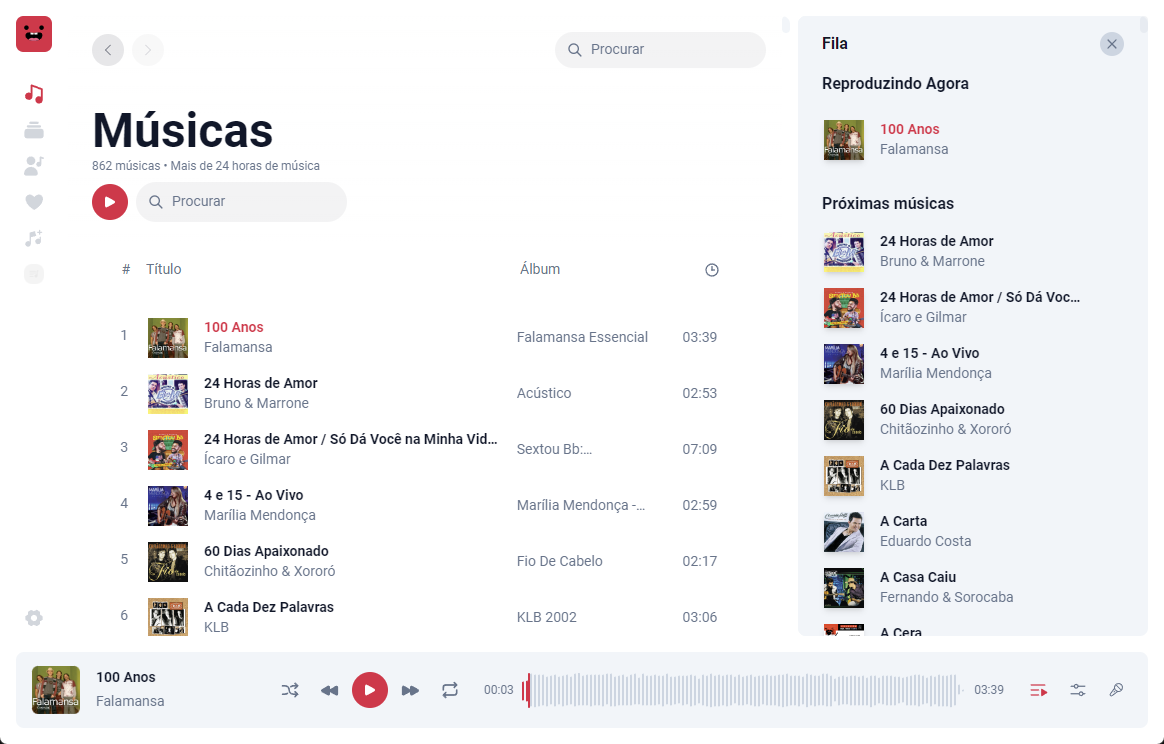 Procurar
Músicas
862 músicas • Mais de 24 horas de música
Procurar
# Título Álbum
1 100 Anos Falamansa Essencial 03:39
Falamansa
2 24 Horas de Amor Acústico 02:53
Bruno & Marrone
3 24 Horas de Amor / Só Dá Você na Minha Vid... Sextou Bb:... 07:09
Ícaro e Gilmar
4 4 e 15 - Ao Vivo Marília Mendonça -... 02:59
Marília Mendonça
5 60 Dias Apaixonado Fio De Cabelo 02:17
Chitãozinho & Xororó
6 A Cada Dez Palavras KLB 2002 03:06
KLB
Fila
Reproduzindo Agora
100 Anos
Falamansa
Próximas músicas
24 Horas de Amor
Bruno & Marrone
24 Horas de Amor / Só Dá Voc...
Ícaro e Gilmar
4 e 15 - Ao Vivo
Marília Mendonça
60 Dias Apaixonado
Chitãozinho & Xororó
A Cada Dez Palavras
KLB
A Carta
Eduardo Costa
A Casa Caiu
Fernando & Sorocaba
A Cera
100 Anos
Falamansa
00:03
03:39